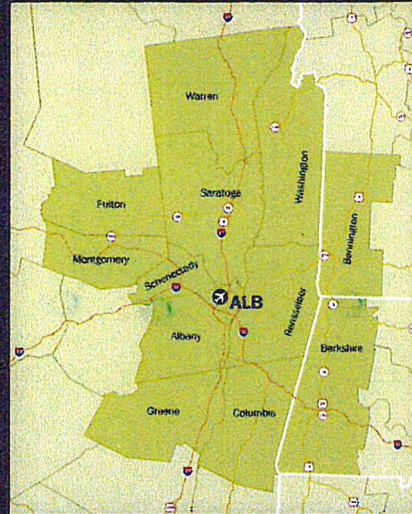 Warren
Washington
Saratoga
Fulton
Bennington
Montgomery
Schenectady
ALB
Rensselaer
Albany
Berkshire
Greene
Columbia